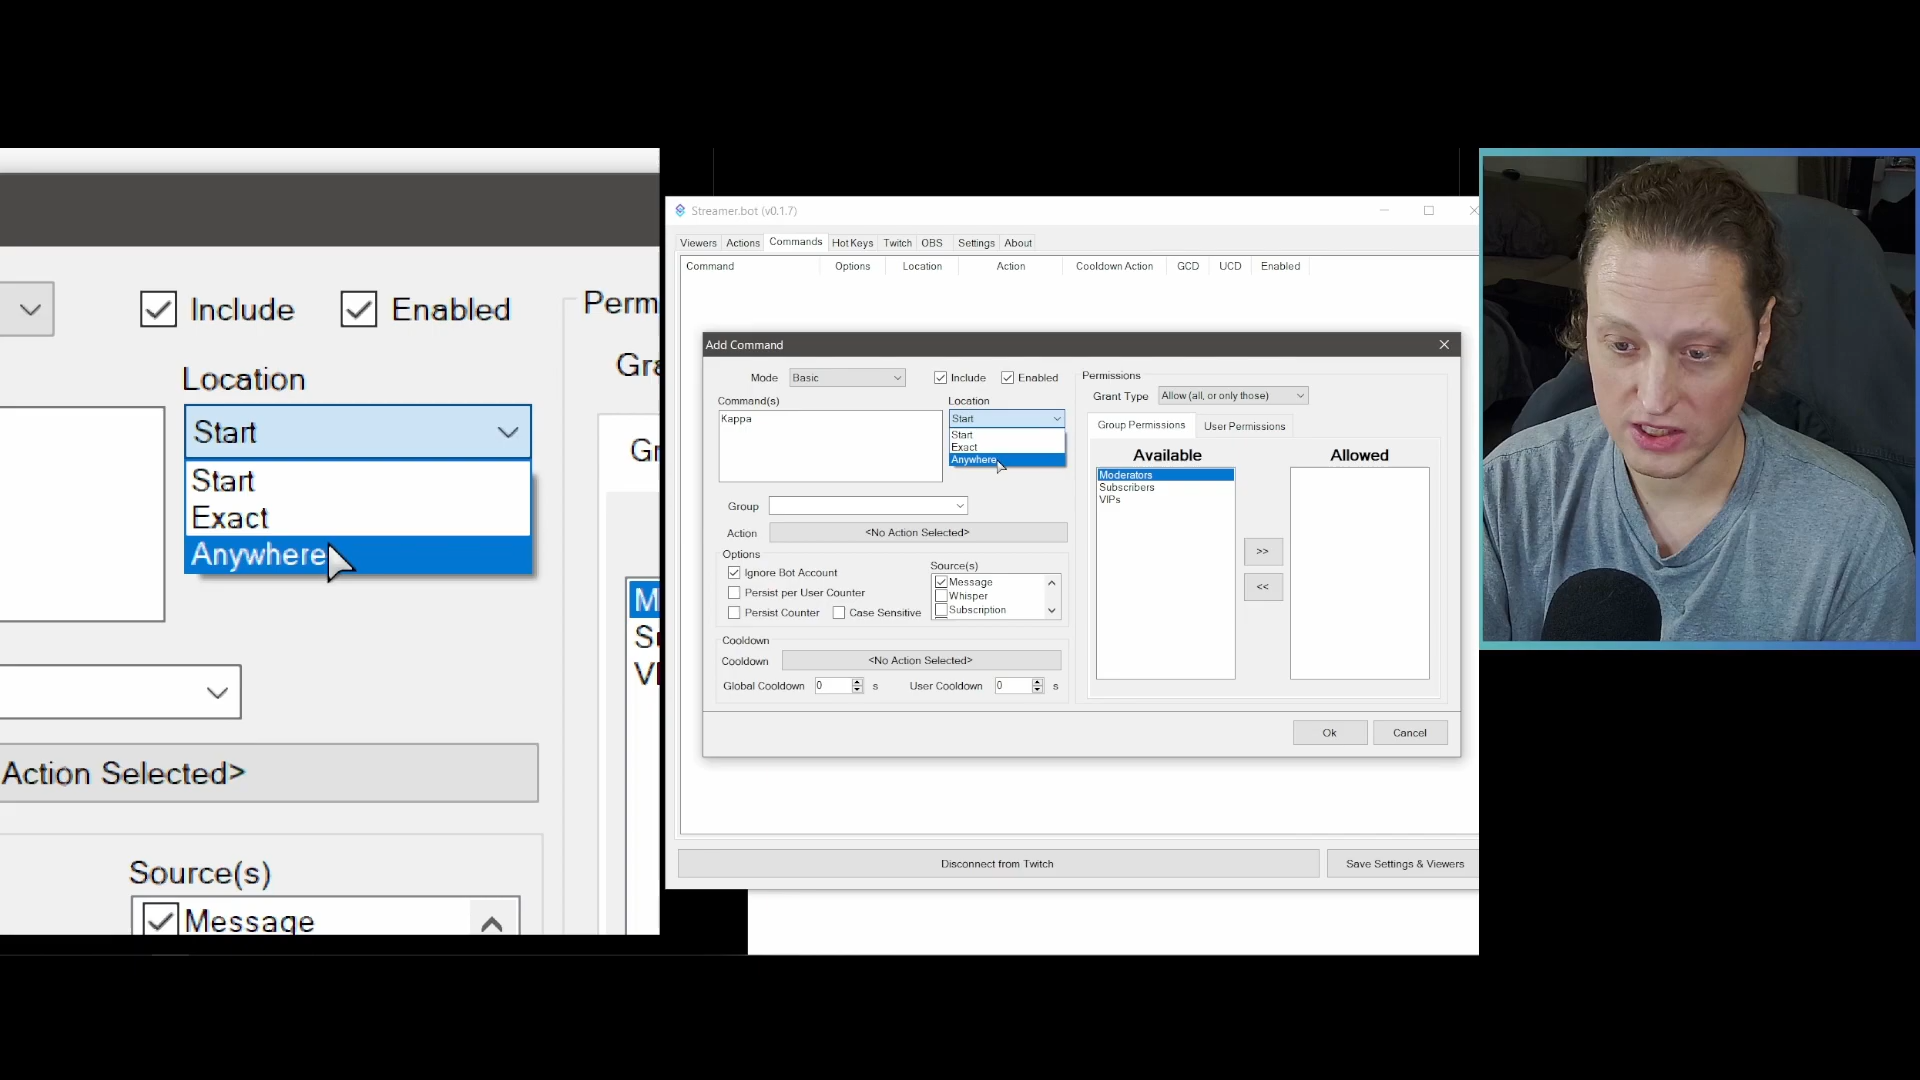 Include
Enabled
Perm
Location
Gra
Start
Gr
Start
Exact
Anywhere
M
VI
Action Selected>
Source(s)
Message
Streamer.bot (v0.1.7)
Viewers Actions Commands Hot Keys Twitch OBS Settings About
Command Options Location Action Cooldown Action GCD UCD Enabled
Add Command
Mode Basic Include Enabled
Command(s) Location
Kappa Start
Start
Exact
Anywhere
Group
Action <No Action Selected>
Options
Ignore Bot Account
Persist per User Counter
Persist Counter Case Sensitive
Source(s)
Message
Whisper
Subscription
Cooldown
Cooldown <No Action Selected>
Global Cooldown 0 s User Cooldown 0 s
Permissions
Grant Type Allow (all, or only those)
Group Permissions User Permissions
Available Allowed
Moderators
Subscribers
VIPs
>>
<<
Ok Cancel
Disconnect from Twitch Save Settings & Viewers